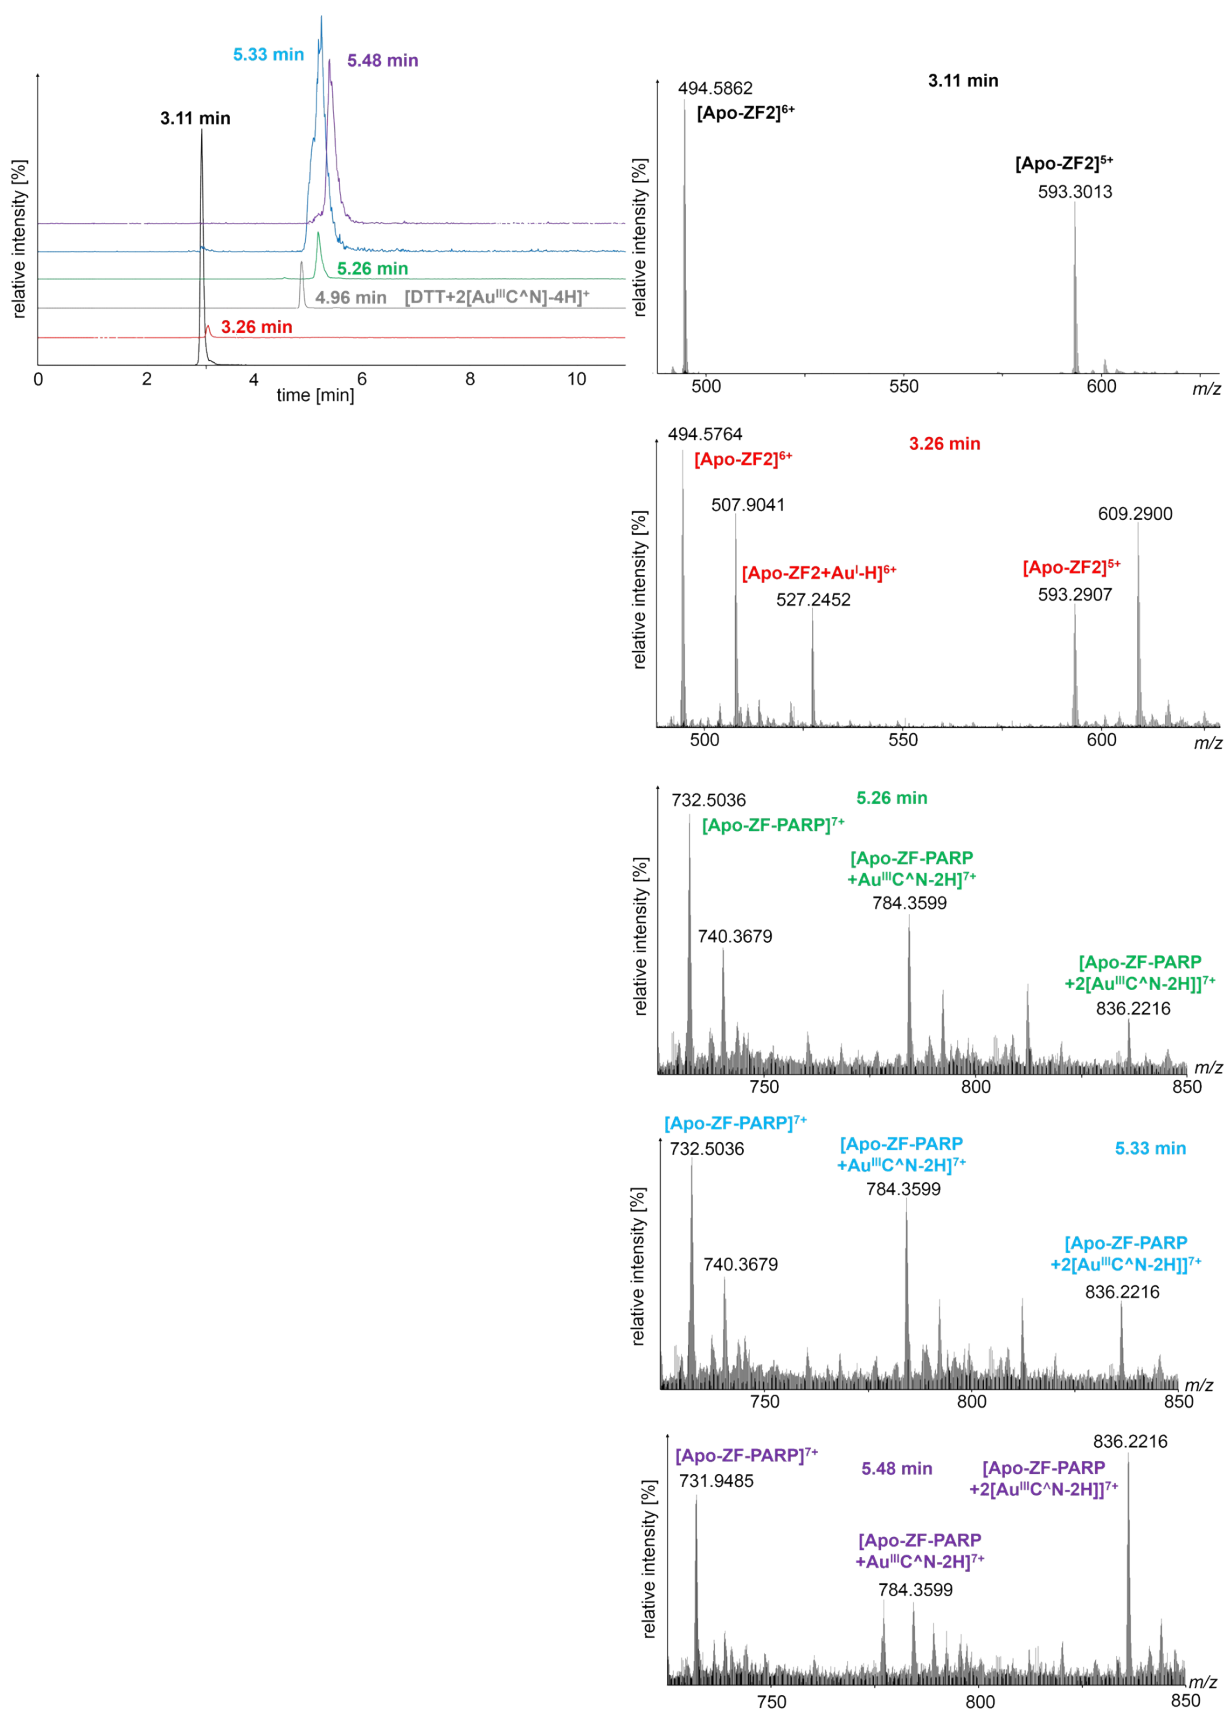 5.33 min
5.48 min
3.11 min
5.26 min
4.96 min [DTT+2[AuᴵᴵᴵC^N]-4H]⁺
3.26 min
relative intensity [%]
0 2 4 6 8 10
time [min]
3.11 min
494.5862
[Apo-ZF2]⁶⁺
[Apo-ZF2]⁵⁺
593.3013
relative intensity [%]
500 550 600 m/z
3.26 min
494.5764
[Apo-ZF2]⁶⁺
507.9041
609.2900
[Apo-ZF2+Auᴵ-H]⁶⁺
527.2452
[Apo-ZF2]⁵⁺
593.2907
relative intensity [%]
500 550 600 m/z
5.26 min
732.5036
[Apo-ZF-PARP]⁷⁺
[Apo-ZF-PARP
+AuᴵᴵᴵC^N-2H]⁷⁺
784.3599
740.3679
[Apo-ZF-PARP
+2[AuᴵᴵᴵC^N-2H]]⁷⁺
836.2216
relative intensity [%]
750 800 850 m/z
[Apo-ZF-PARP]⁷⁺
732.5036
[Apo-ZF-PARP
+AuᴵᴵᴵC^N-2H]⁷⁺
784.3599
5.33 min
740.3679
[Apo-ZF-PARP
+2[AuᴵᴵᴵC^N-2H]]⁷⁺
836.2216
relative intensity [%]
750 800 850 m/z
836.2216
[Apo-ZF-PARP]⁷⁺
731.9485
5.48 min
[Apo-ZF-PARP
+2[AuᴵᴵᴵC^N-2H]]⁷⁺
[Apo-ZF-PARP
+AuᴵᴵᴵC^N-2H]⁷⁺
784.3599
relative intensity [%]
750 800 850 m/z